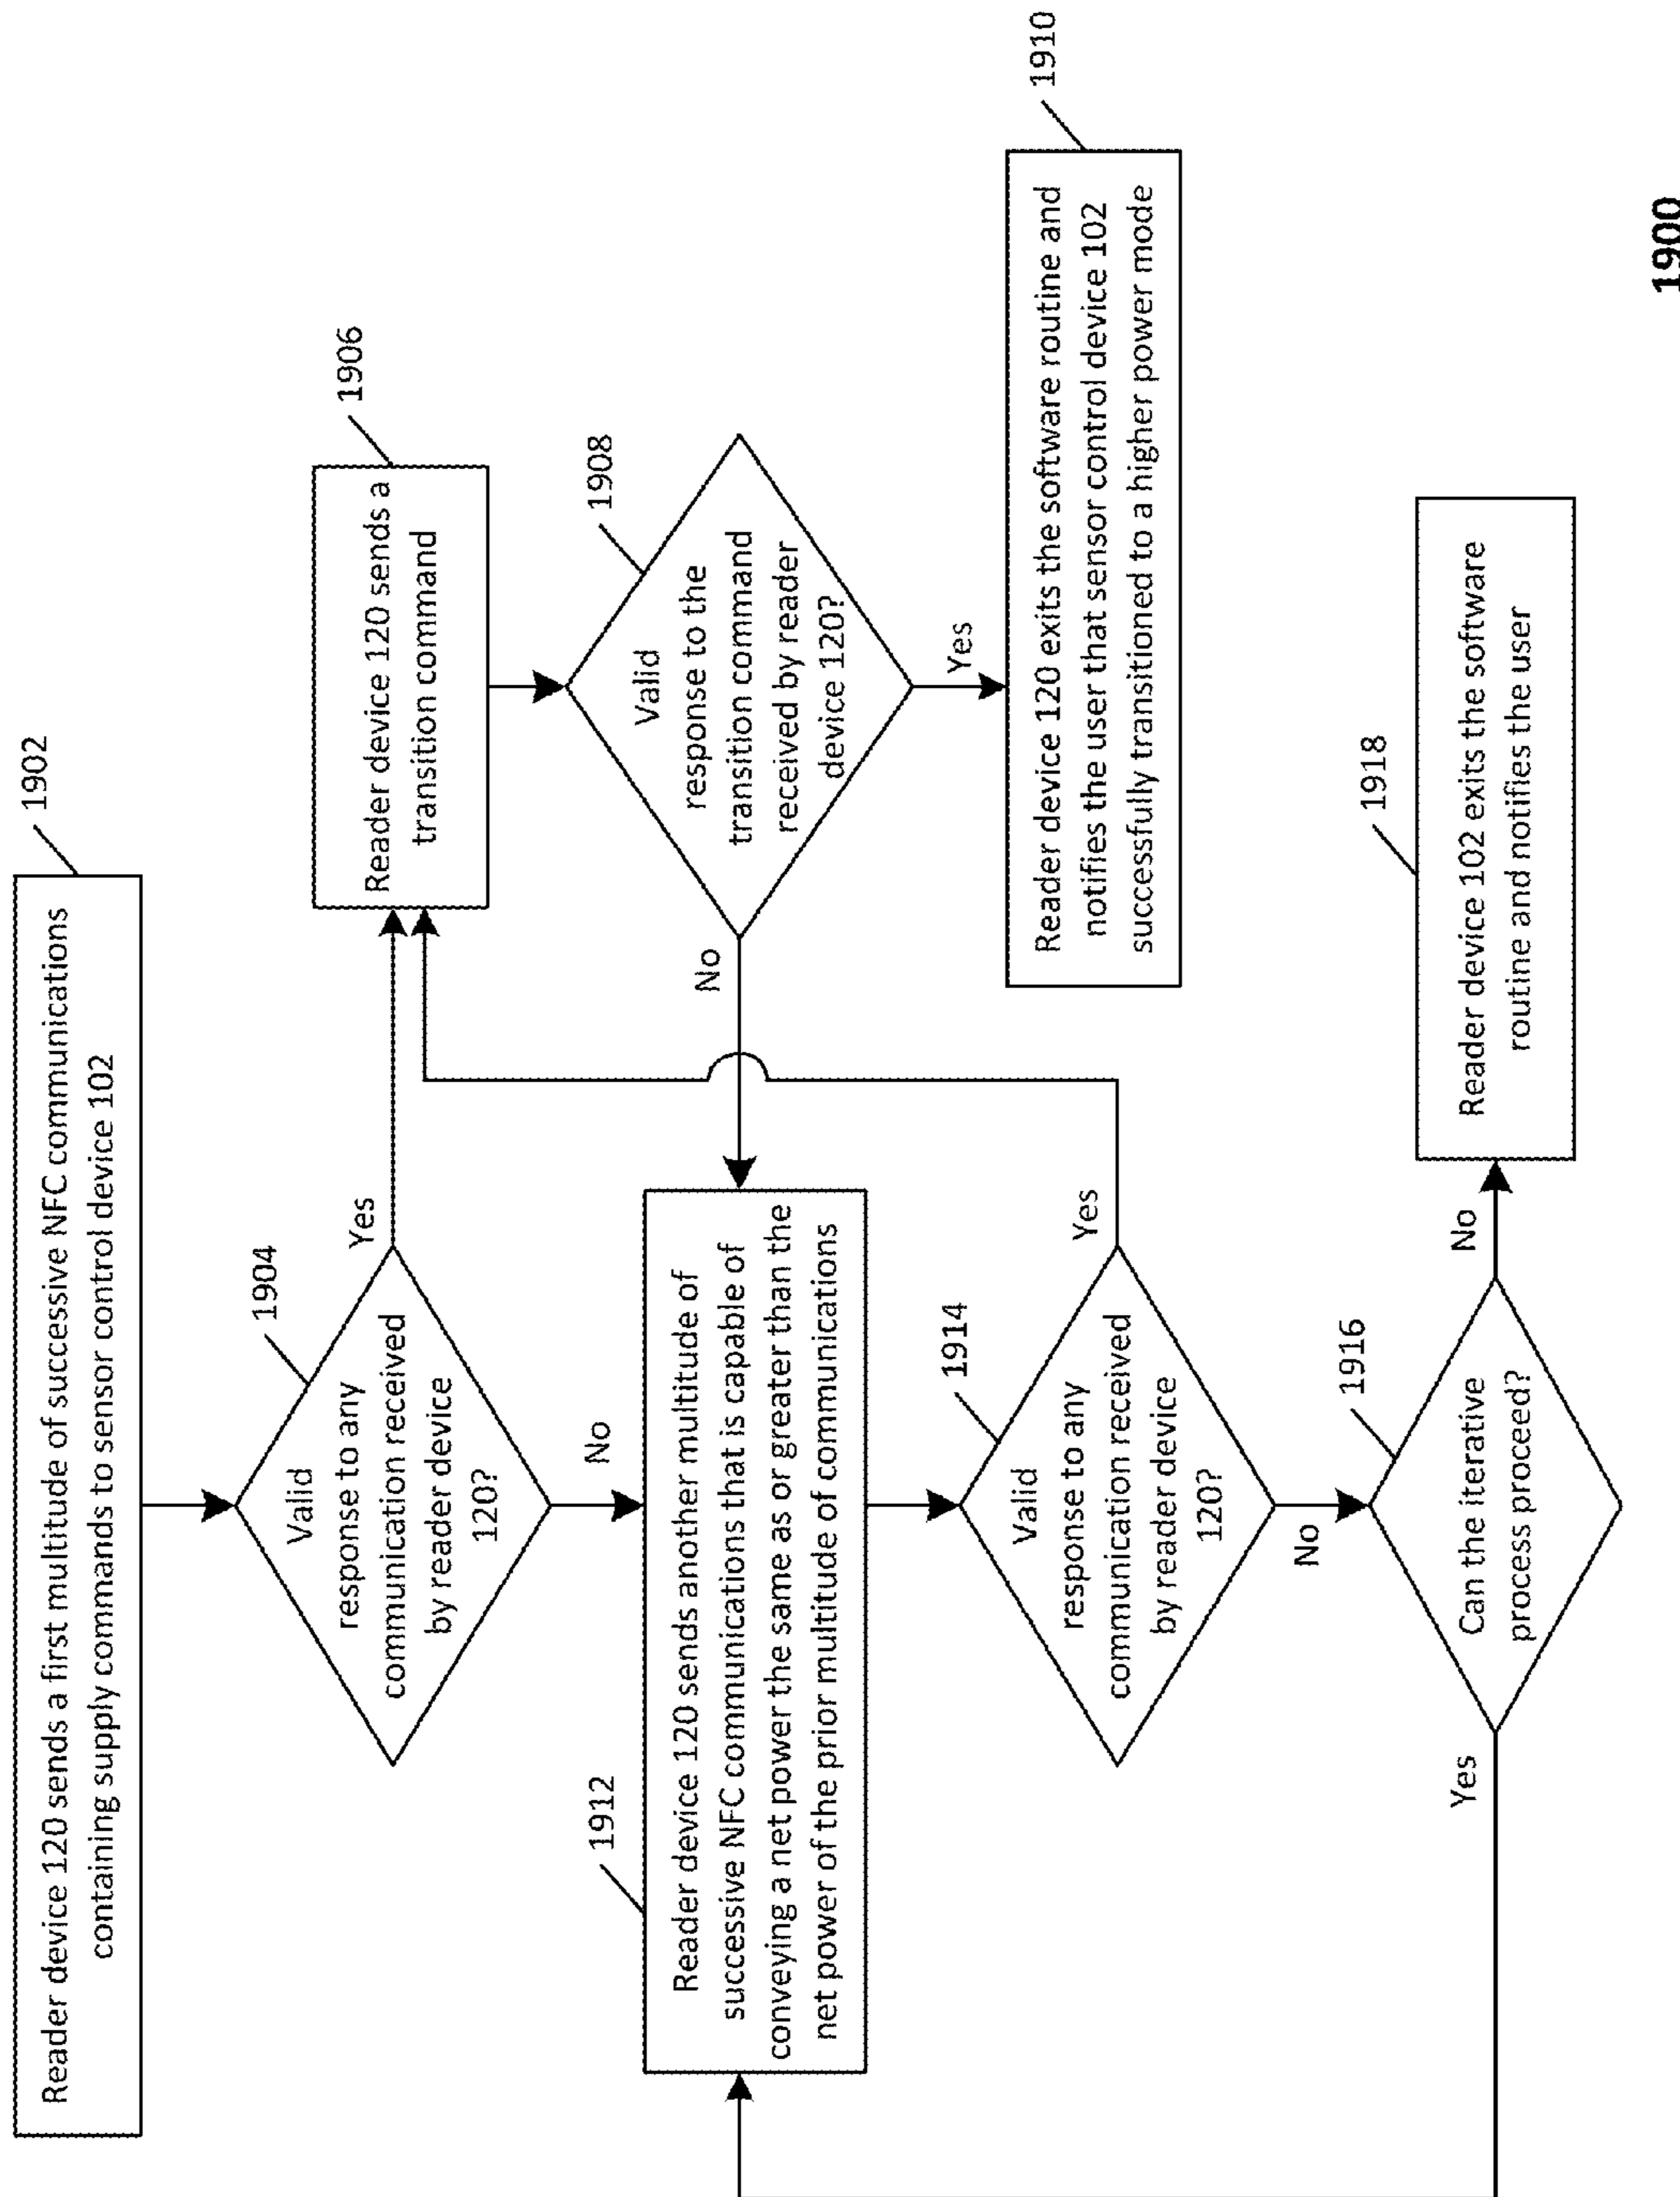 Reader device 120 sends a first multitude of successive NFC communications
containing supply commands to sensor control device 102
1902
Valid
response to any
communication received
by reader device
120?
1904
Yes
No
Reader device 120 sends a
transition command
1906
Valid
response to the
transition command
received by reader
device 120?
1908
No
Yes
Reader device 120 exits the software routine and
notifies the user that sensor control device 102
successfully transitioned to a higher power mode
1910
Reader device 120 sends another multitude of
successive NFC communications that is capable of
conveying a net power the same as or greater than the
net power of the prior multitude of communications
1912
Valid
response to any
communication received
by reader device
120?
1914
Yes
No
Can the iterative
process proceed?
1916
Yes
No
Reader device 102 exits the software
routine and notifies the user
1918
1900